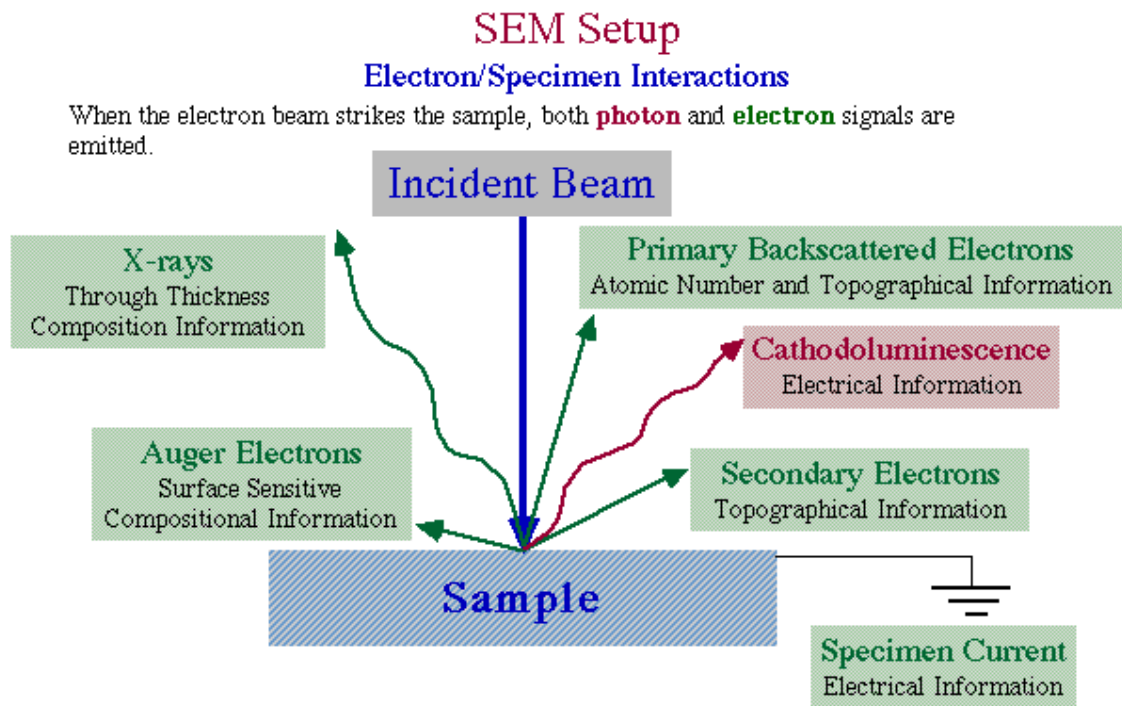 SEM Setup
Electron/Specimen Interactions
When the electron beam strikes the sample, both photon and electron signals are
emitted.
Incident Beam
X-rays
Through Thickness
Composition Information
Primary Backscattered Electrons
Atomic Number and Topographical Information
Cathodoluminescence
Electrical Information
Auger Electrons
Surface Sensitive
Compositional Information
Secondary Electrons
Topographical Information
Sample
Specimen Current
Electrical Information